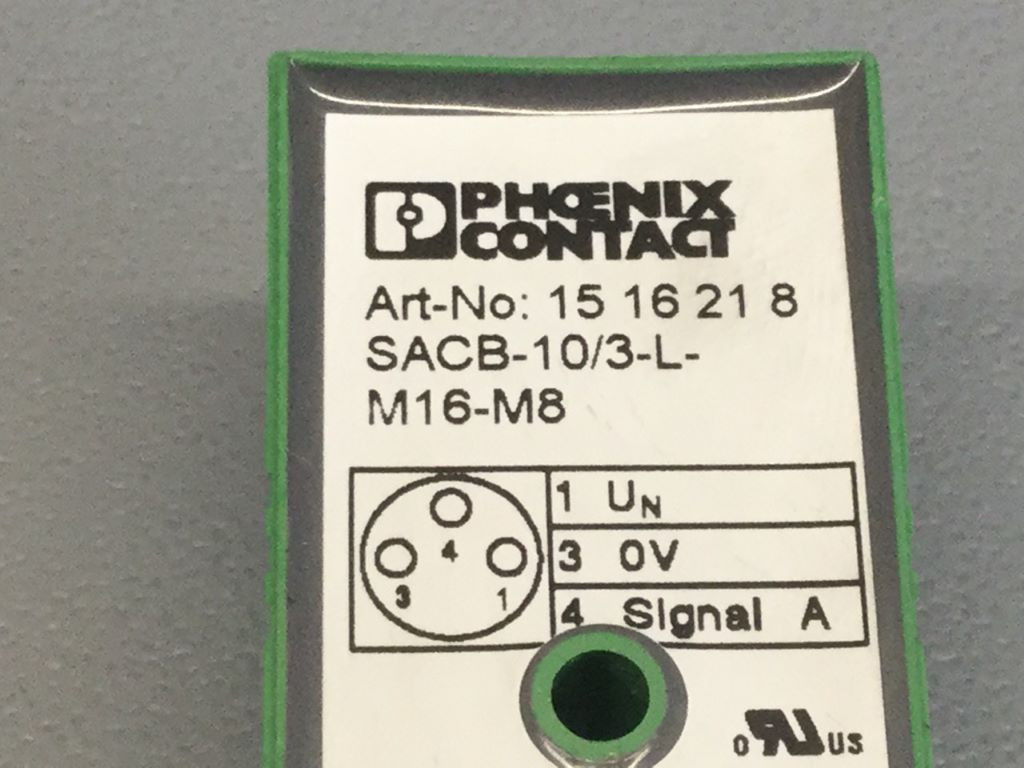 PHŒNIX
CONTACT
Art-No: 15 16 21 8
SACB-10/3-L-
M16-M8
4
3 1
1 UN
3 0V
4 Signal A
US